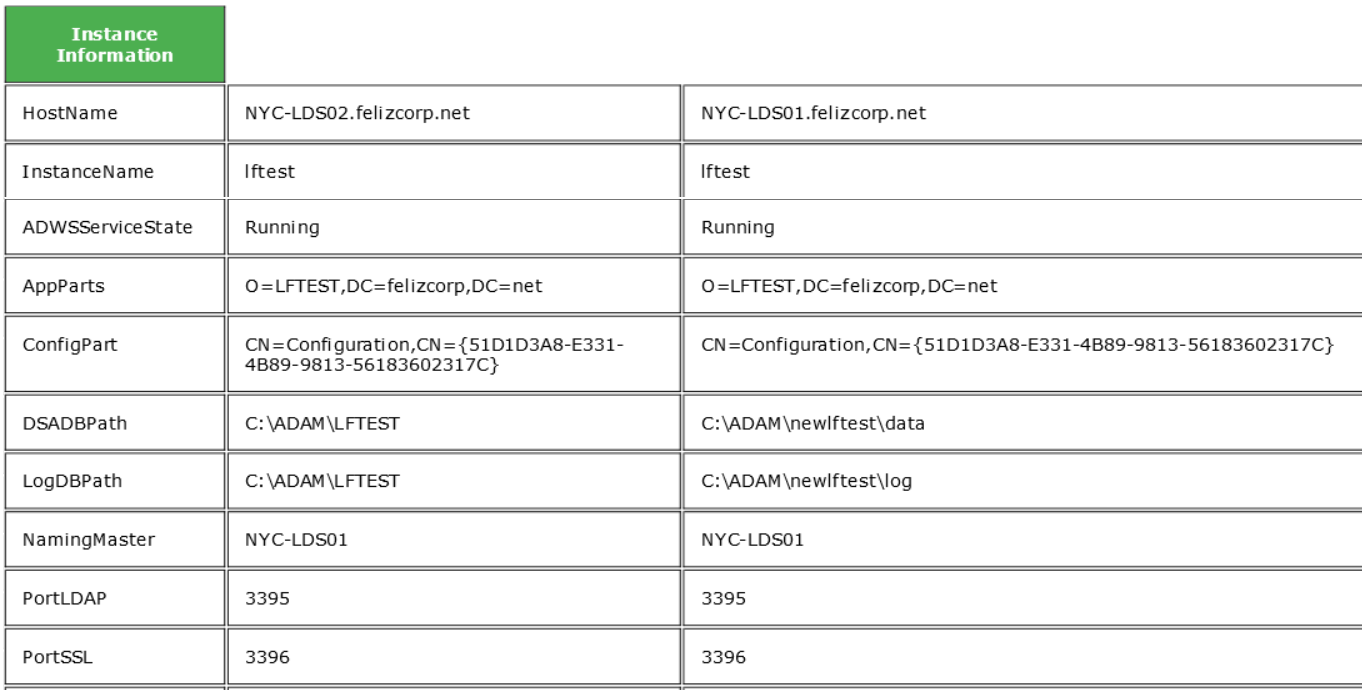 Instance
Information
HostName NYC-LDS02.felizcorp.net NYC-LDS01.felizcorp.net
InstanceName lftest lftest
ADWSServiceState Running Running
AppParts O=LFTEST,DC=felizcorp,DC=net O=LFTEST,DC=felizcorp,DC=net
ConfigPart CN=Configuration,CN={51D1D3A8-E331- CN=Configuration,CN={51D1D3A8-E331-4B89-9813-56183602317C}
4B89-9813-56183602317C}
DSADBPath C:\ADAM\LFTEST C:\ADAM\newlftest\data
LogDBPath C:\ADAM\LFTEST C:\ADAM\newlftest\log
NamingMaster NYC-LDS01 NYC-LDS01
PortLDAP 3395 3395
PortSSL 3396 3396